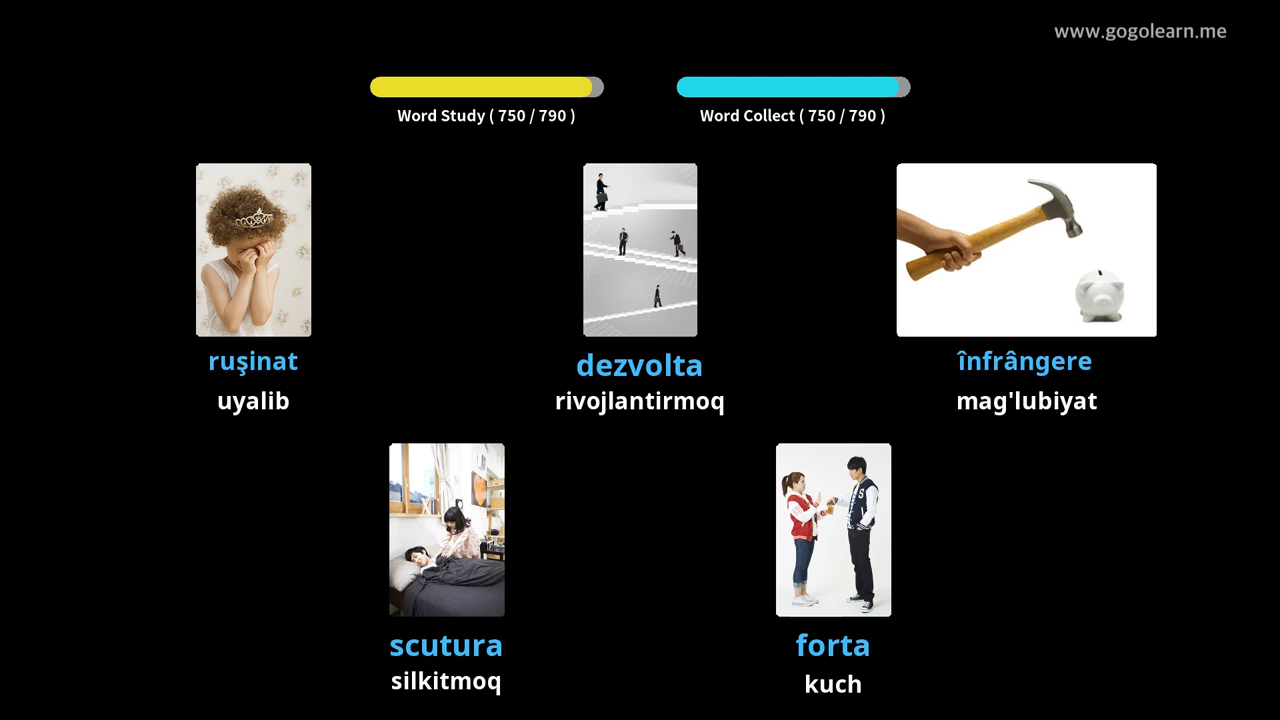 www.gogolearn.me
Word Study ( 750 / 790 )
Word Collect ( 750 / 790 )
ruşinat
uyalib
dezvolta
rivojlantirmoq
înfrângere
mag'lubiyat
scutura
silkitmoq
forta
kuch